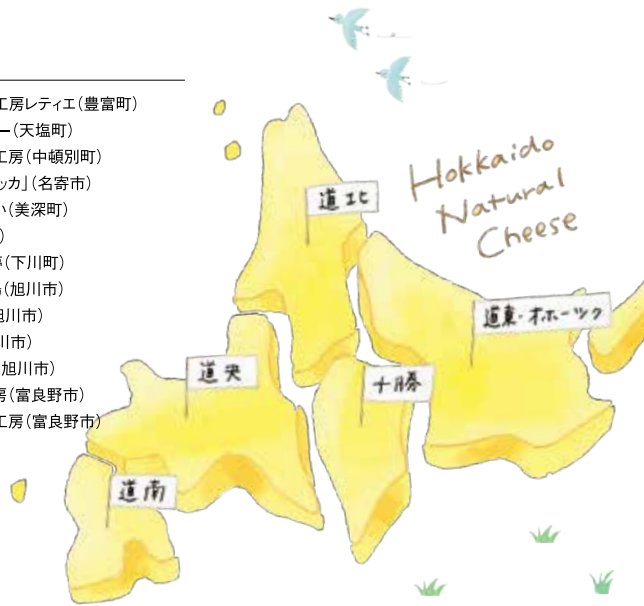 工房レティエ（豊富町）
ー（天塩町）
工房（中頓別町）
ッカ」（名寄市）
い（美深町）
）
（下川町）
（旭川市）
旭川市）
川市）
旭川市）
房（富良野市）
工房（富良野市）
Hokkaido
Natural
Cheese
道北
道東・オホーツク
道央
十勝
道南